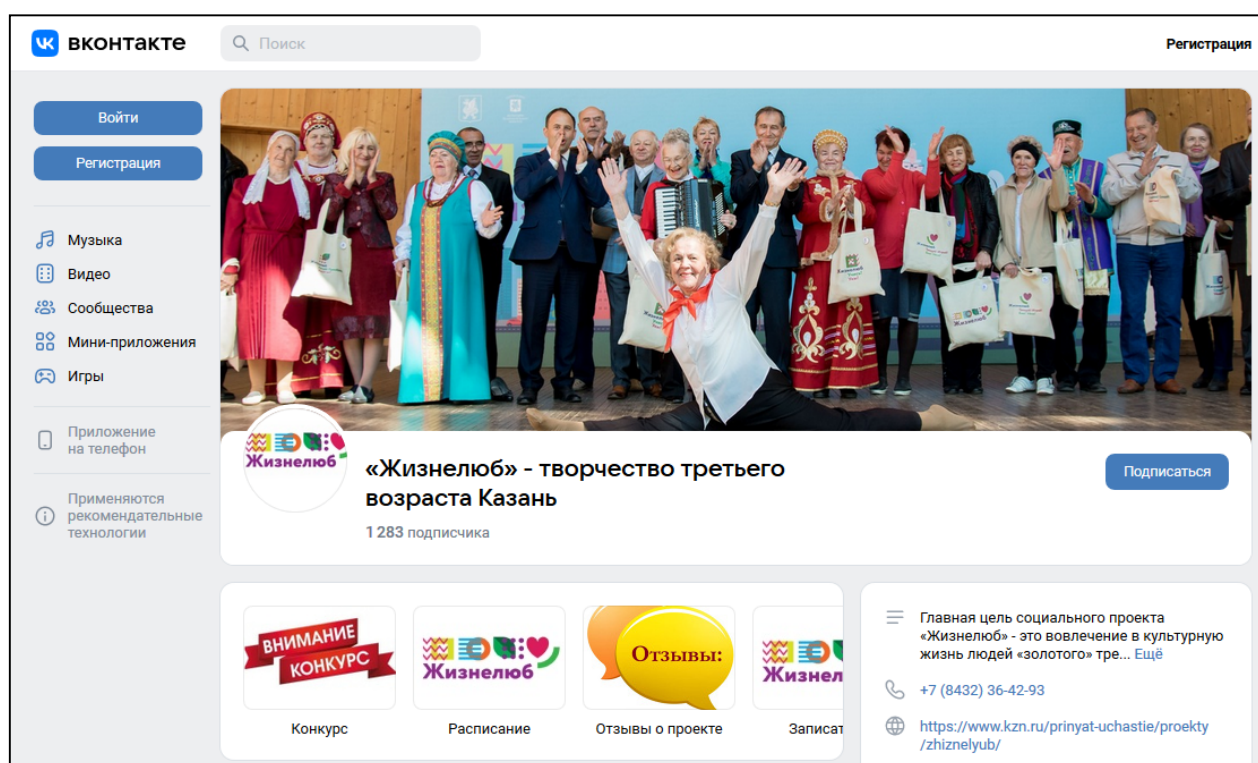 вконтакте
Поиск
Регистрация
Войти
Регистрация
Музыка
Видео
Сообщества
Мини-приложения
Игры
Приложение
на телефон
Применяются
рекомендательные
технологии
Жизнелюб
«Жизнелюб» - творчество третьего
возраста Казань
1 283 подписчика
Подписаться
ВНИМАНИЕ
КОНКУРС
Жизнелюб
Отзывы:
Жизнел
Конкурс
Расписание
Отзывы о проекте
Записат
Главная цель социального проекта
«Жизнелюб» - это вовлечение в культурную
жизнь людей «золотого» тре... Ещё
+7 (8432) 36-42-93
https://www.kzn.ru/prinyat-uchastie/proekty
/zhiznelyub/